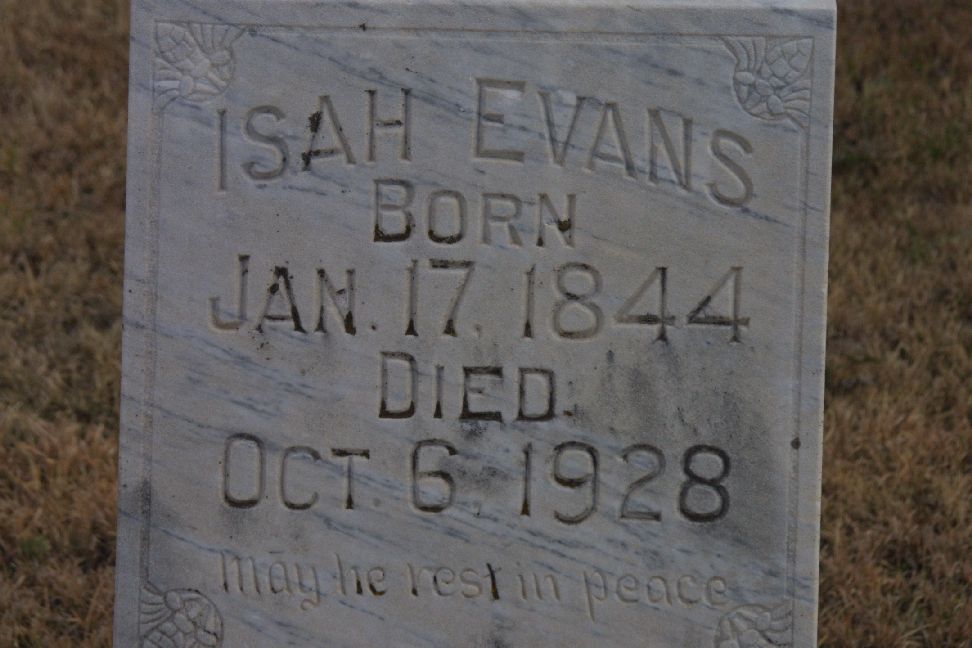 ISAH EVANS
BORN
JAN. 17, 1844
DIED
OCT. 6, 1928
May he rest in peace